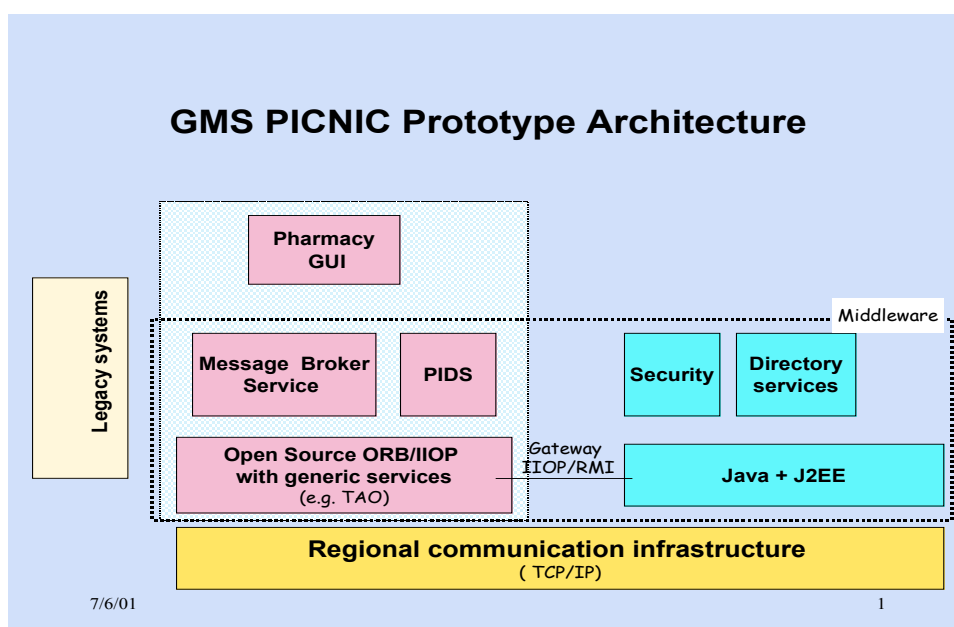 GMS PICNIC Prototype Architecture
Pharmacy
GUI
Legacy systems
Middleware
Message Broker
Service
PIDS
Security
Directory
services
Open Source ORB/IIOP
with generic services
(e.g. TAO)
Gateway
IIOP/RMI
Java + J2EE
Regional communication infrastructure
( TCP/IP)
7/6/01
1